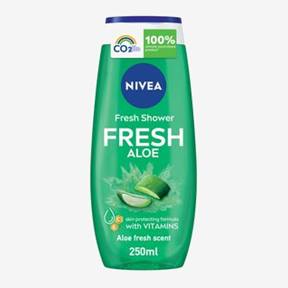 CO2
100%
NIVEA
Fresh Shower
FRESH
ALOE
skin protecting formula
with VITAMINS
Aloe fresh scent
250ml